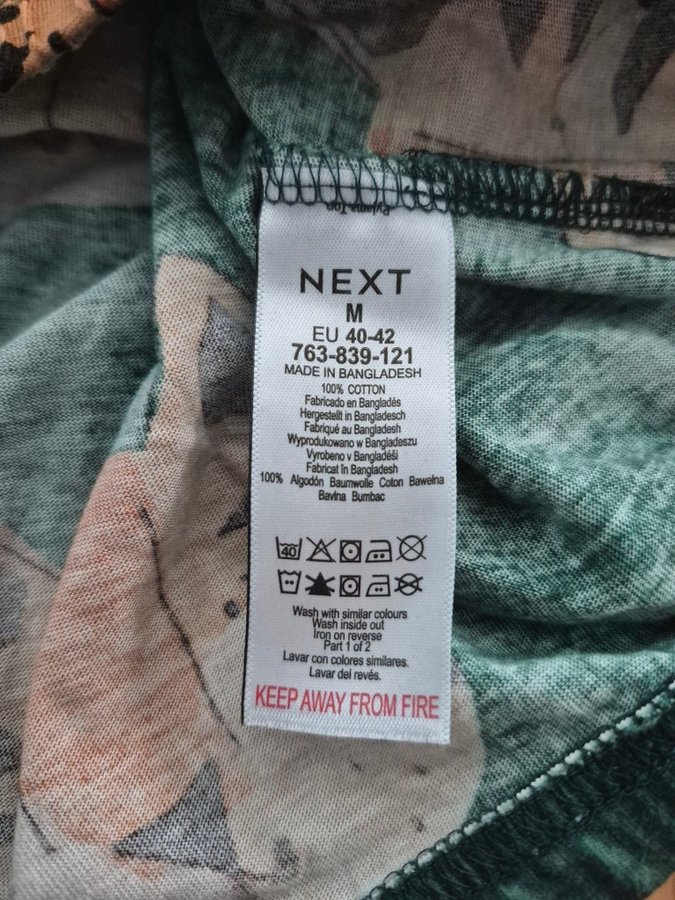 Pyjama Top
NEXT
M
EU 40-42
763-839-121
MADE IN BANGLADESH
100% COTTON
Fabricado en Bangladés
Hergestellt in Bangladesch
Fabriqué au Bangladesh
Wyprodukowano w Bangladeszu
Vyrobeno v Bangladéši
Fabricat în Bangladesh
100% Algodón Baumwolle Coton Bawełna
Bavlna Bumbac
40
Wash with similar colours
Wash inside out
Iron on reverse
Part 1 of 2
Lavar con colores similares.
Lavar del revés.
KEEP AWAY FROM FIRE